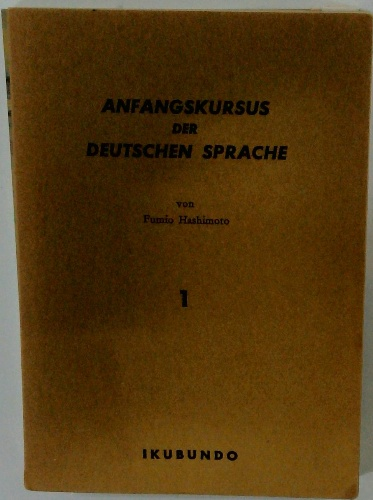 ANFANGSKURSUS
DER
DEUTSCHEN SPRACHE
von
Fumio Hashimoto
1
IKUBUNDO